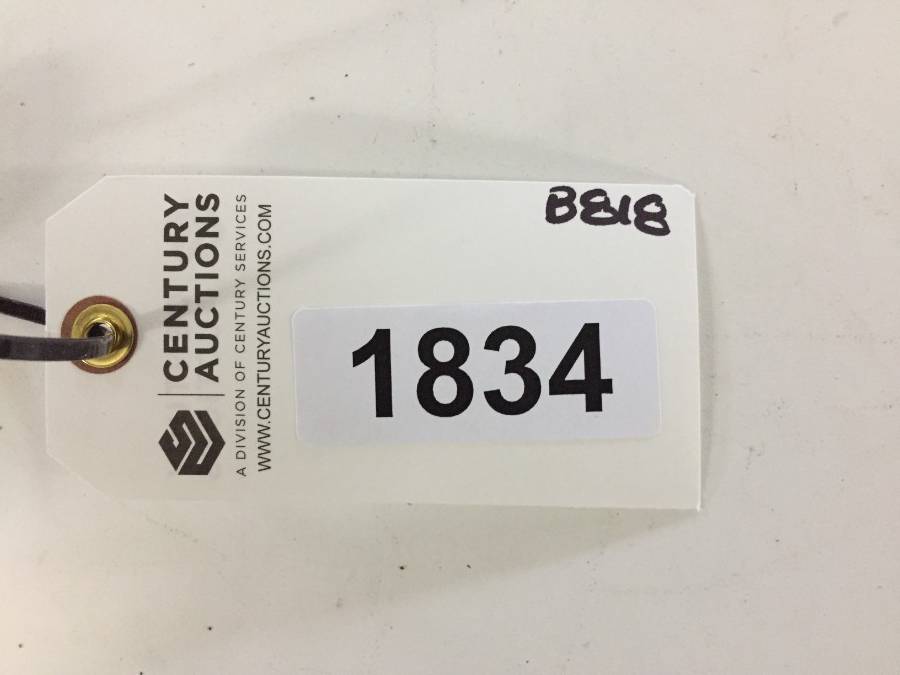 CENTURY
AUCTIONS
A DIVISION OF CENTURY SERVICES
WWW.CENTURYAUCTIONS.COM
B818
1834